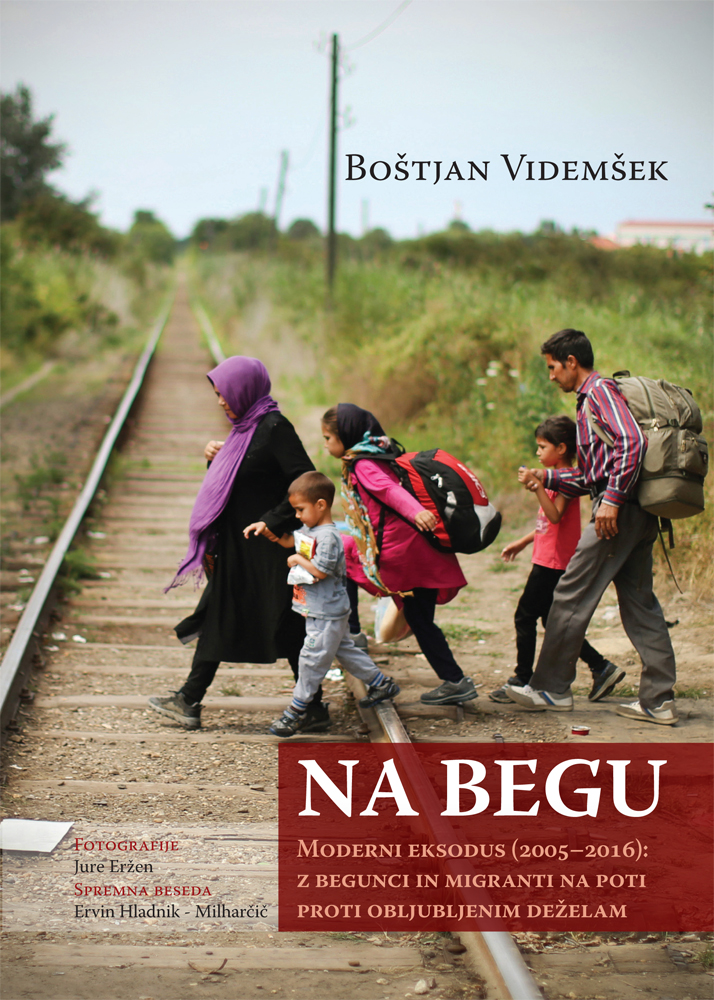 Boštjan Videmšek
NA BEGU
Moderni eksodus (2005–2016):
z begunci in migranti na poti
proti obljubljenim deželam
Fotografije
Jure Eržen
Spremna beseda
Ervin Hladnik - Milharčič